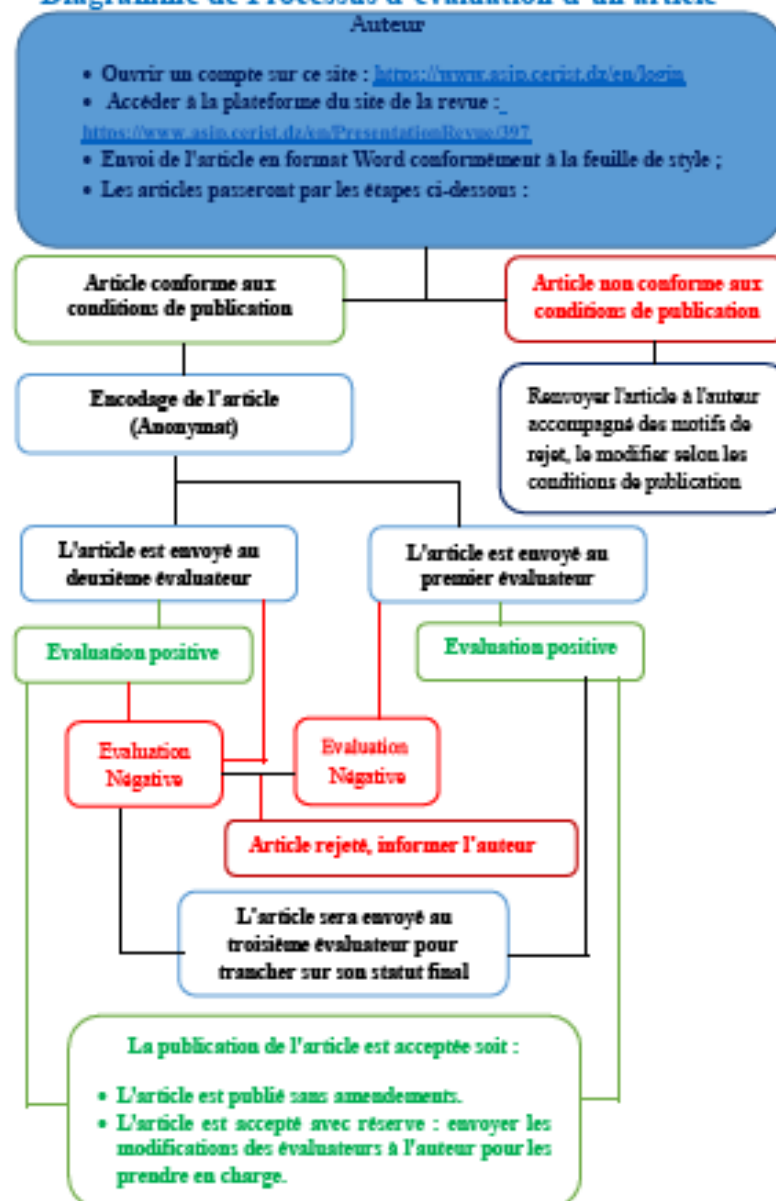 Diagramme de Processus d'évaluation d'un article
Auteur
• Ouvrir un compte sur ce site : https://www.asjp.cerist.dz/en/login
• Accéder à la plateforme du site de la revue :
https://www.asjp.cerist.dz/en/PresentationRevue/397
• Envoi de l'article en format Word conformément à la feuille de style ;
• Les articles passeront par les étapes ci-dessous :
Article conforme aux
conditions de publication
Article non conforme aux
conditions de publication
Encodage de l'article
(Anonymat)
Renvoyer l'article à l'auteur
accompagné des motifs de
rejet, le modifier selon les
conditions de publication
L'article est envoyé au
deuxième évaluateur
L'article est envoyé au
premier évaluateur
Evaluation positive
Evaluation positive
Evaluation
Négative
Evaluation
Négative
Article rejeté, informer l'auteur
L'article sera envoyé au
troisième évaluateur pour
trancher sur son statut final
La publication de l'article est acceptée soit :
• L'article est publié sans amendements.
• L'article est accepté avec réserve : envoyer les
modifications des évaluateurs à l'auteur pour les
prendre en charge.